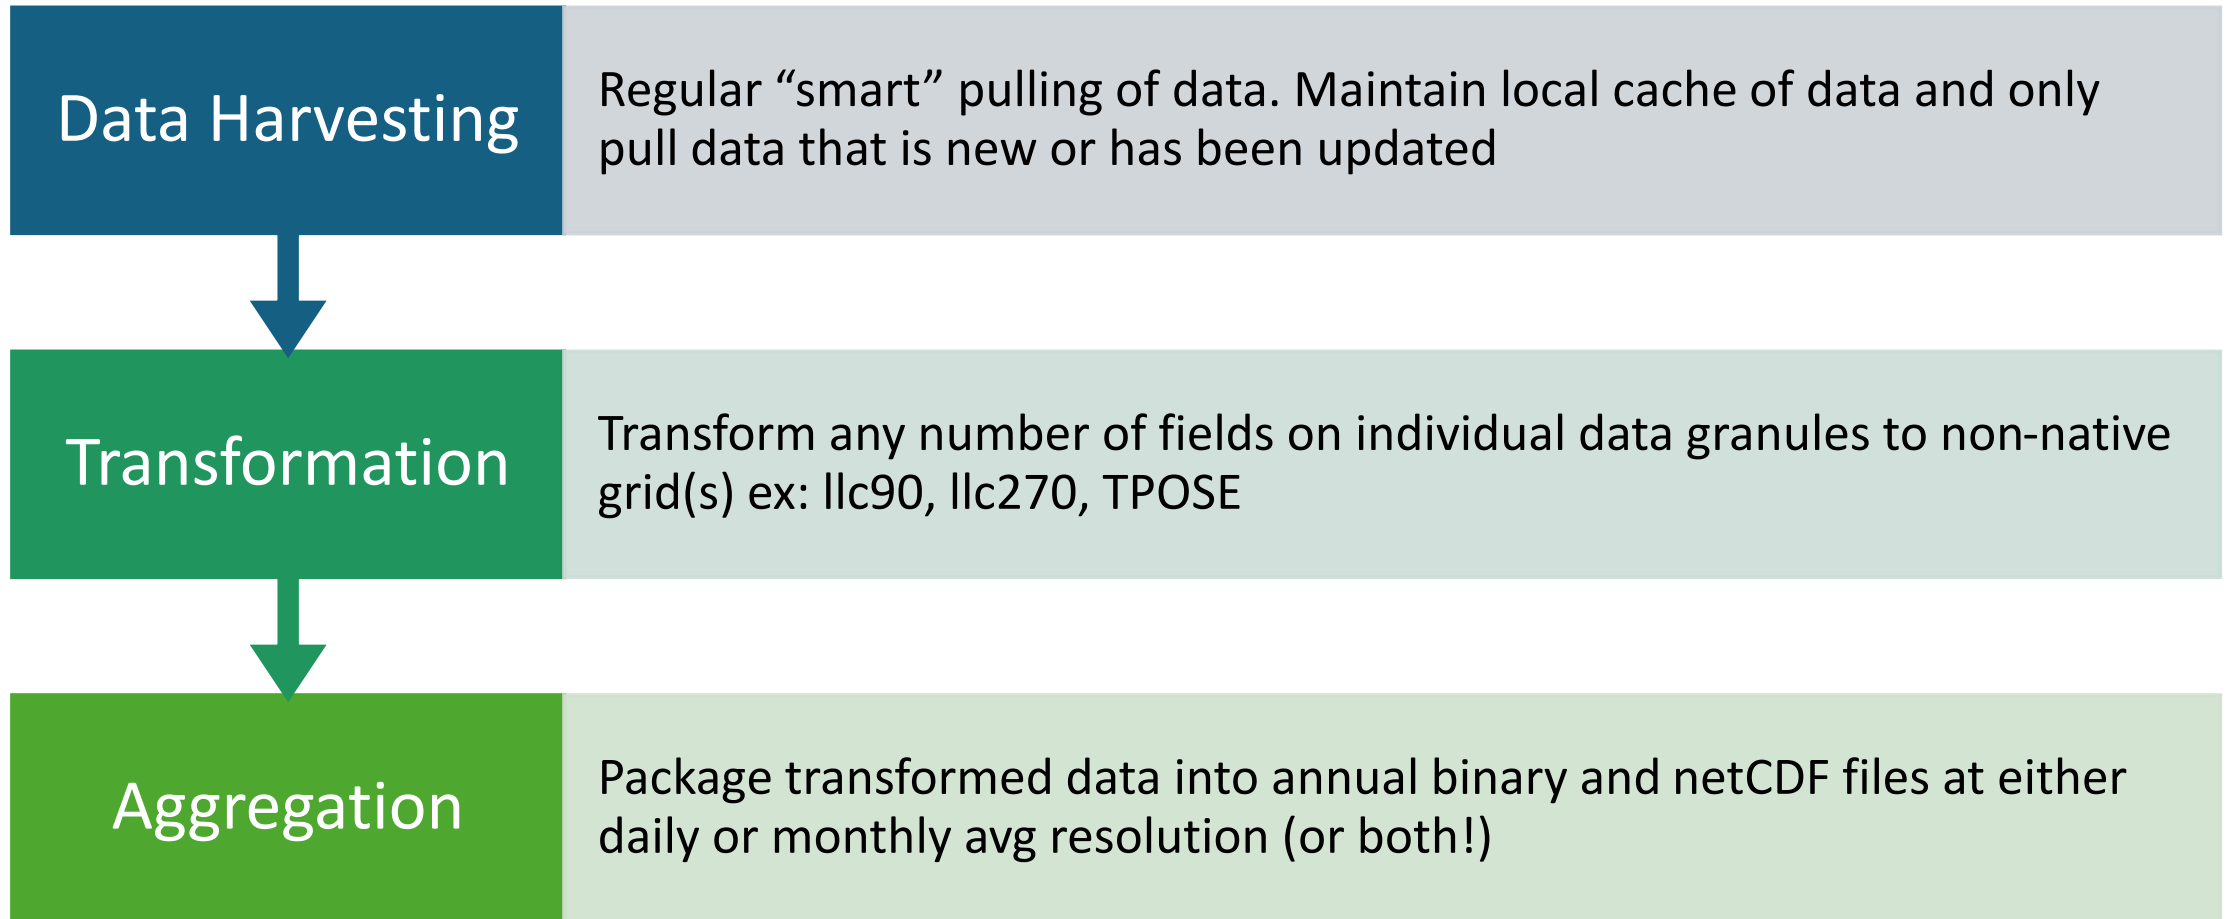 Data Harvesting
Regular “smart” pulling of data. Maintain local cache of data and only
pull data that is new or has been updated
Transformation
Transform any number of fields on individual data granules to non-native
grid(s) ex: llc90, llc270, TPOSE
Aggregation
Package transformed data into annual binary and netCDF files at either
daily or monthly avg resolution (or both!)